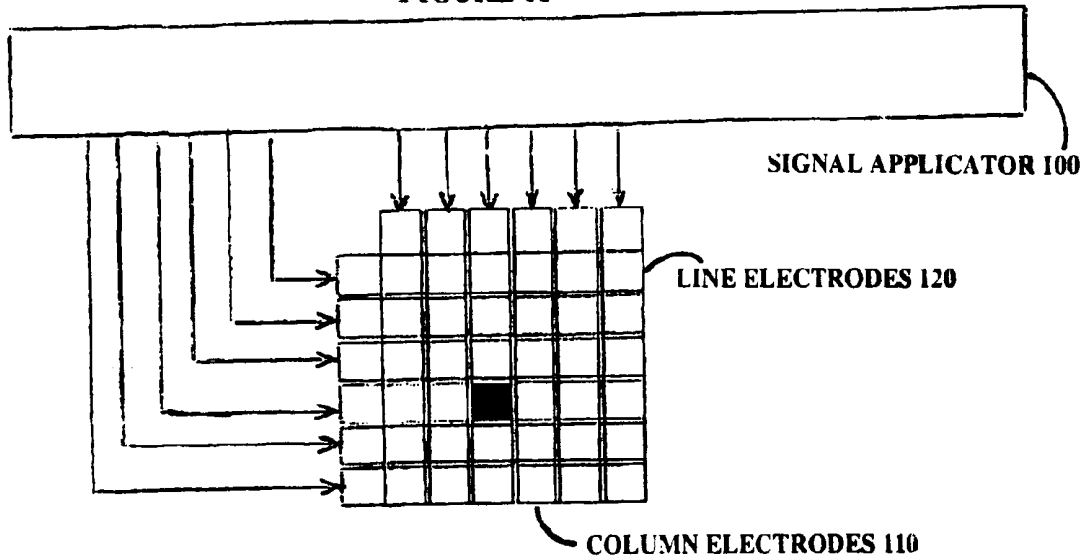 SIGNAL APPLICATOR 100
LINE ELECTRODES 120
COLUMN ELECTRODES 110